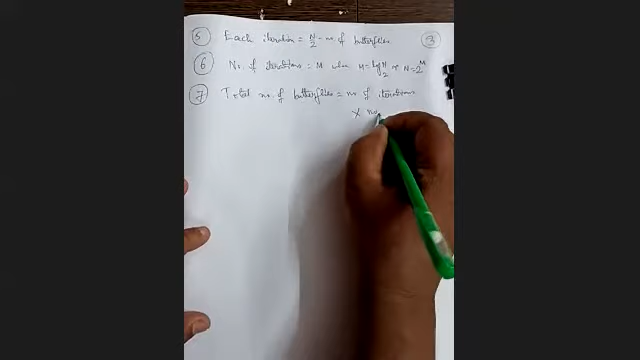 ③
⑤ Each iteration = N/2 - no. of butterflies
⑥ No. of iterations = M where M = log₂ N or N = 2^M
⑦ Total no. of butterflies = no of iterations
X no.